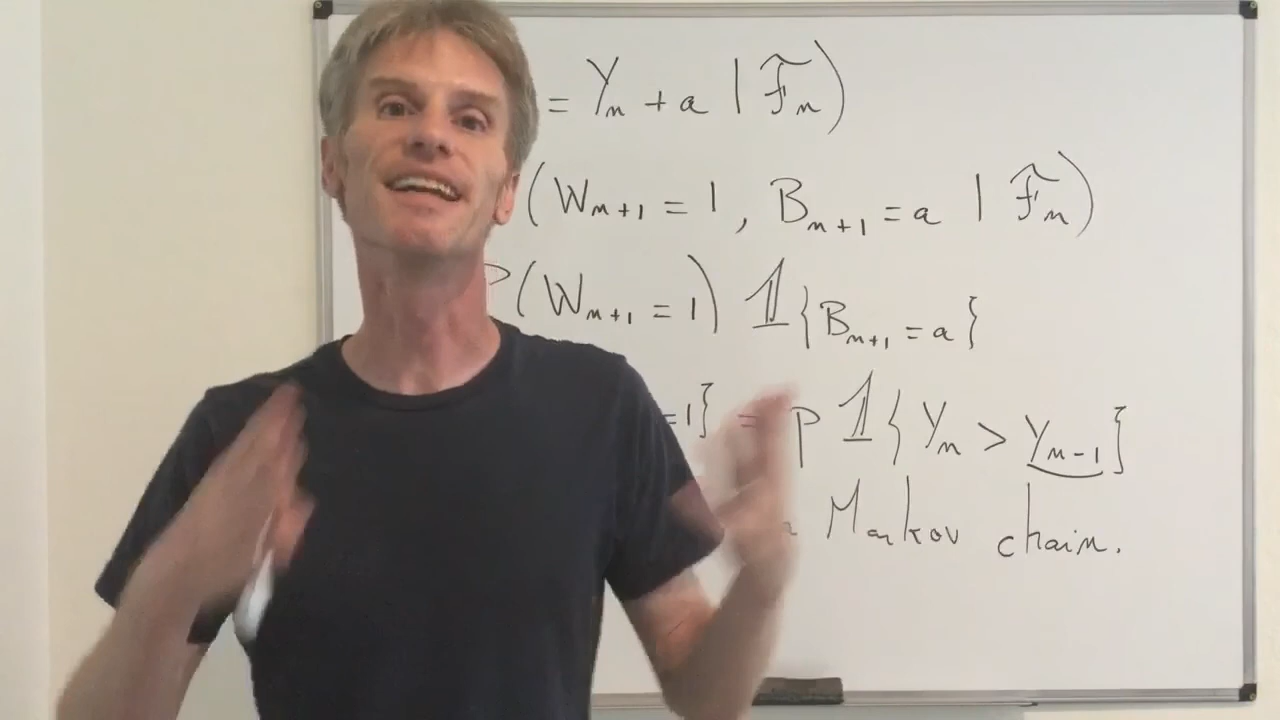 = Yₙ + a | ℱₙ)
(Wₙ₊₁ = 1, Bₙ₊₁ = a | ℱₙ)
P(Wₙ₊₁ = 1) 𝟙{Bₙ₊₁ = a}
=1} = p 𝟙{Yₙ > Yₙ₋₁}
a Markov chain.